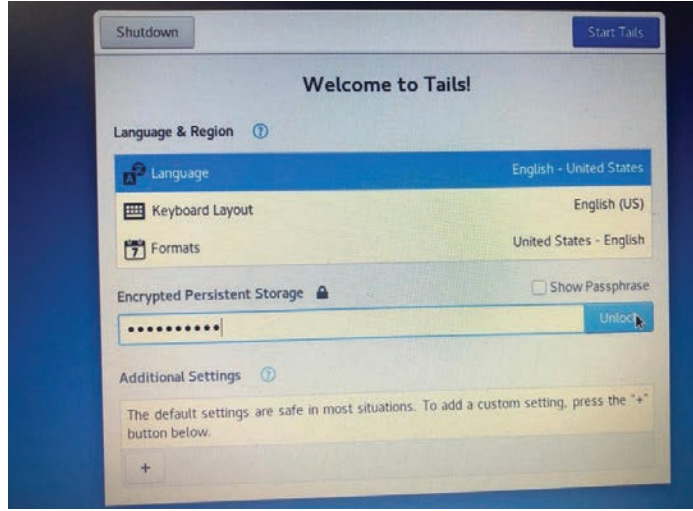 Shutdown
Start Tails
Welcome to Tails!
Language & Region ?
Language English - United States
Keyboard Layout English (US)
7 Formats United States - English
Encrypted Persistent Storage Show Passphrase
•••••••••• Unlock
Additional Settings ?
The default settings are safe in most situations. To add a custom setting, press the "+"
button below.
+